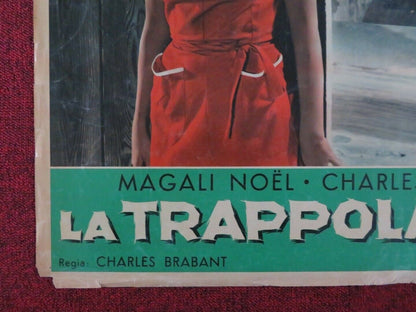 MAGALI NOËL · CHARLE
LA TRAPPOLA
Regia: CHARLES BRABANT